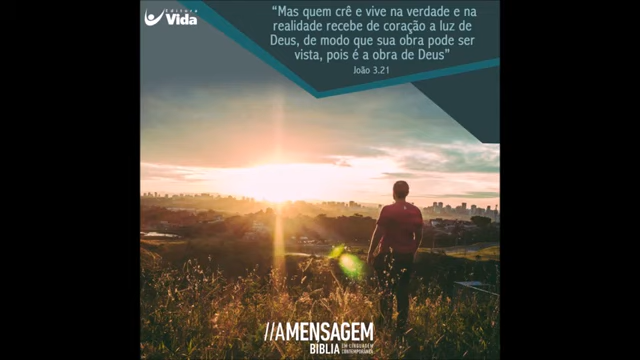 Editora
Vida
“Mas quem crê e vive na verdade e na
realidade recebe de coração a luz de
Deus, de modo que sua obra pode ser
vista, pois é a obra de Deus”
João 3.21
//AMENSAGEM
BÍBLIA EM LINGUAGEM
CONTEMPORÂNEA